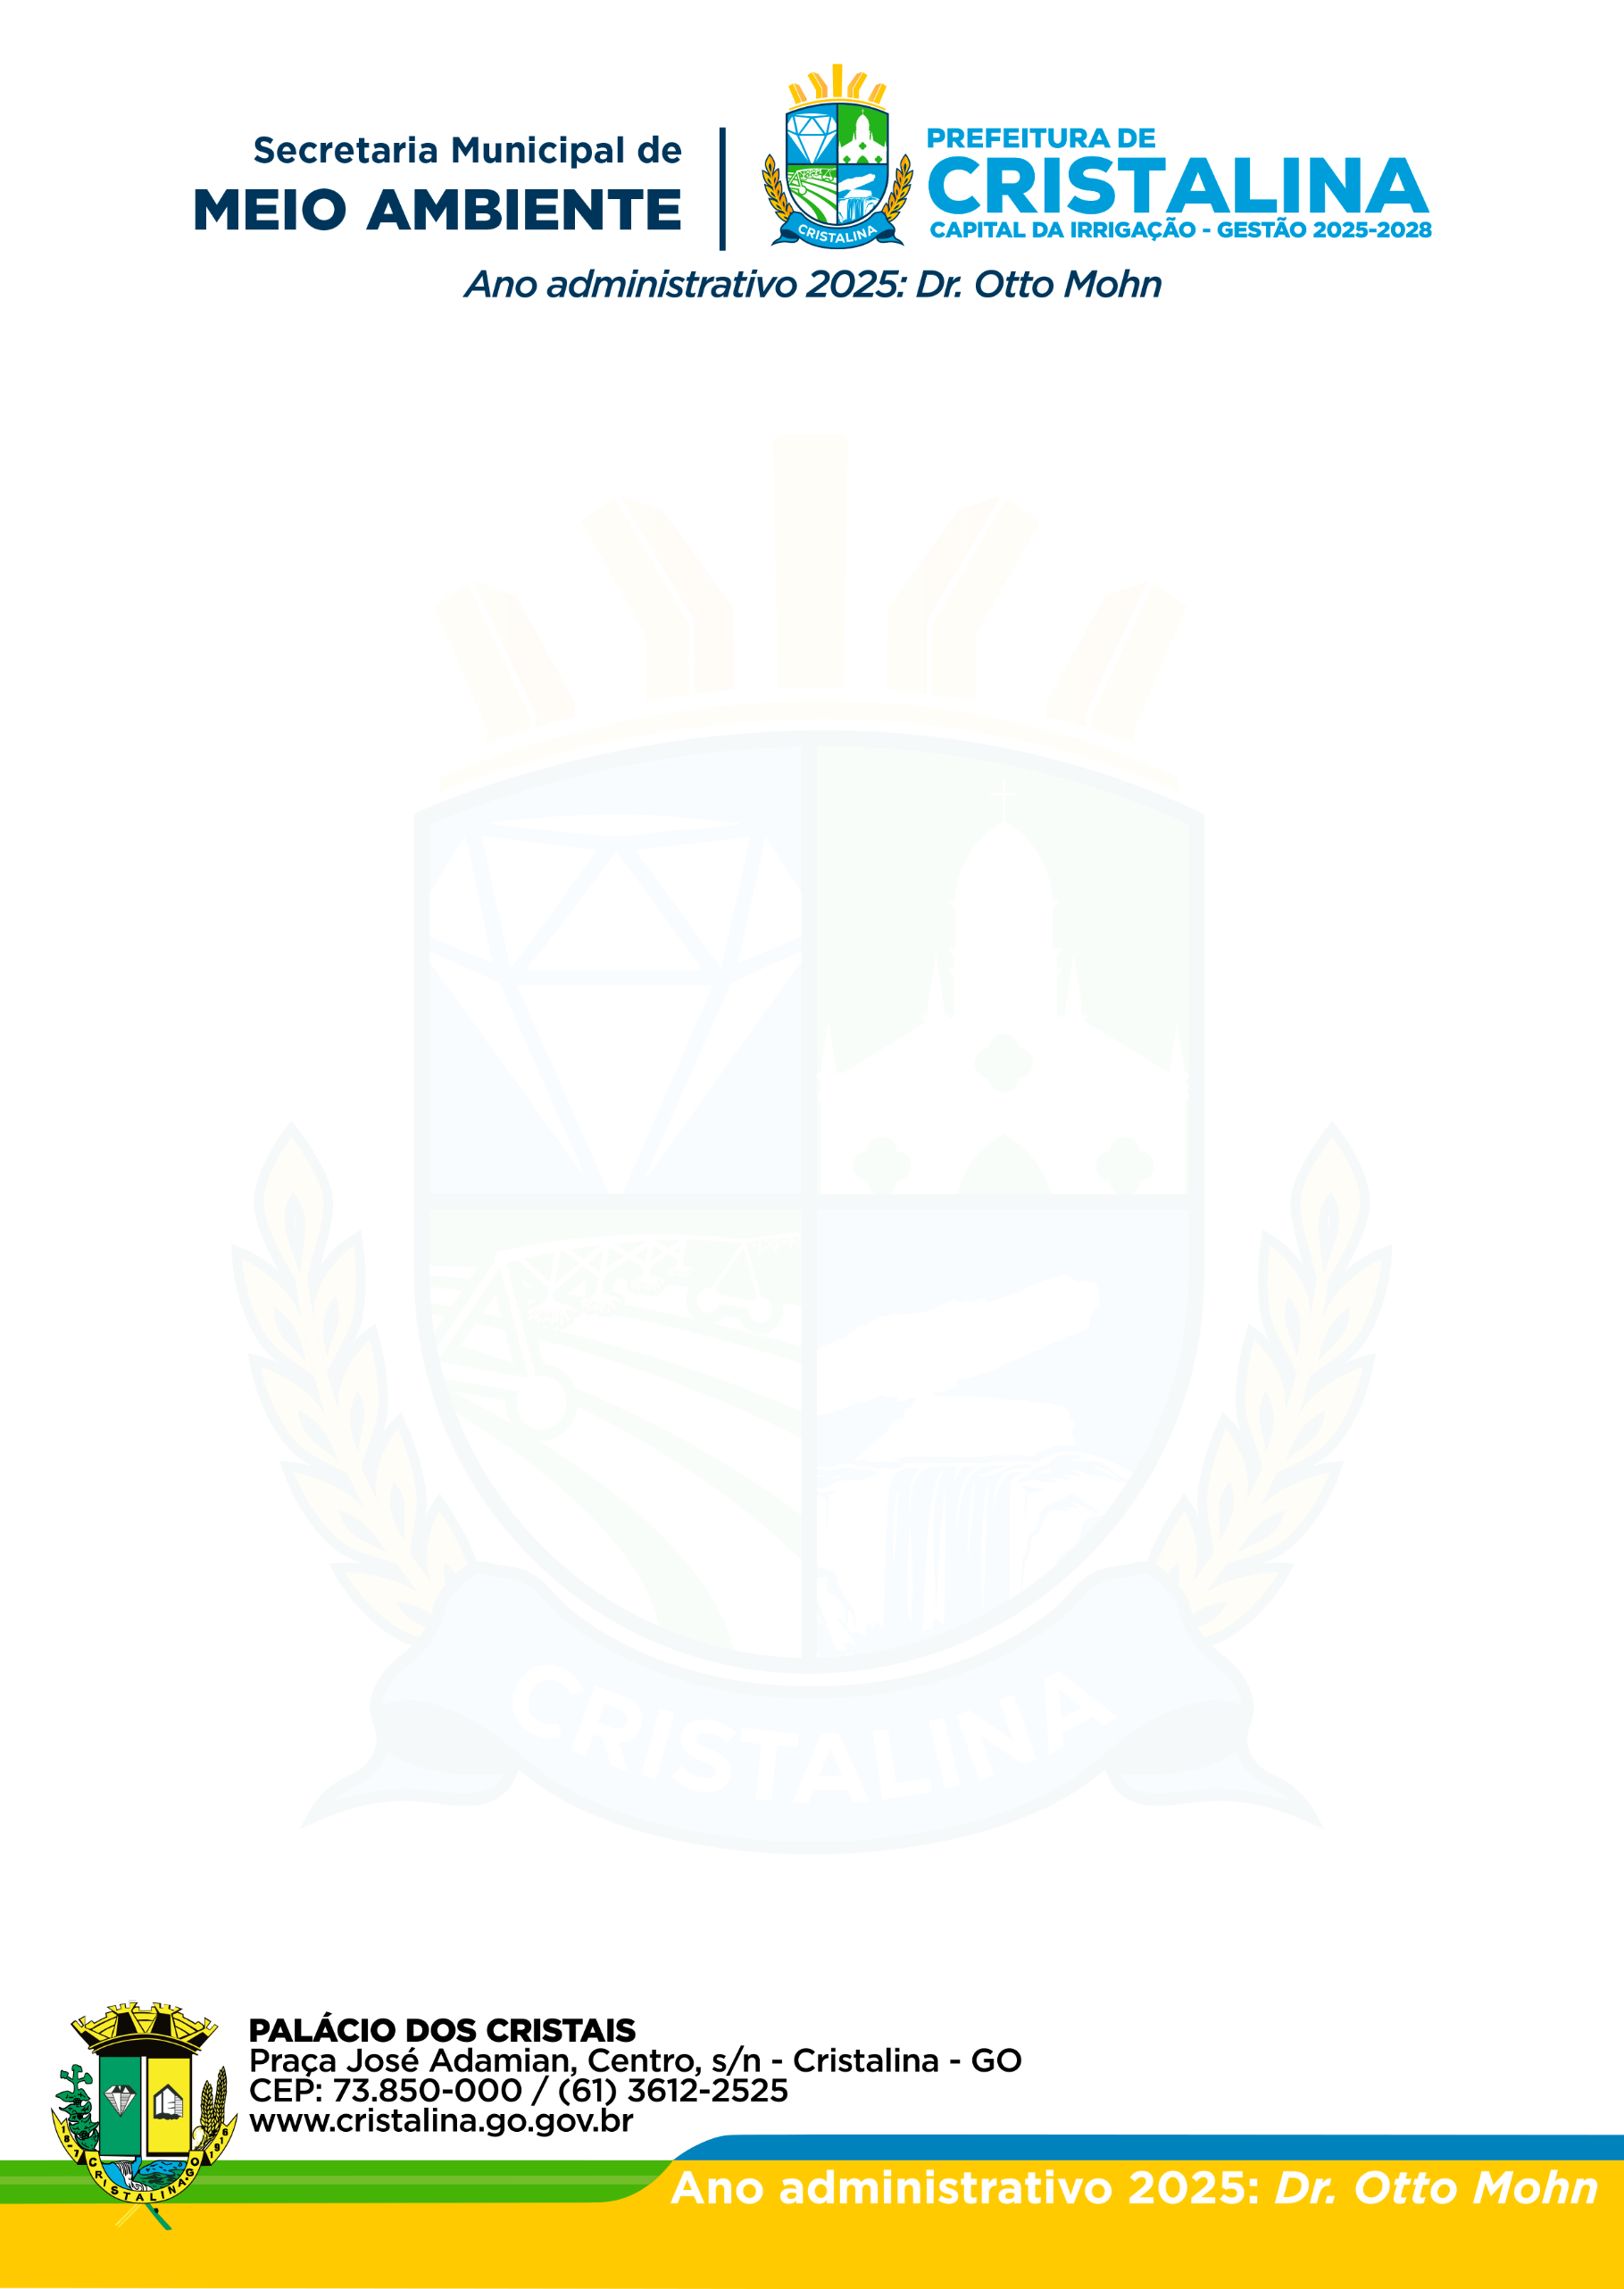 Secretaria Municipal de
MEIO AMBIENTE
CRISTALINA
PREFEITURA DE
CRISTALINA
CAPITAL DA IRRIGAÇÃO - GESTÃO 2025-2028
Ano administrativo 2025: Dr. Otto Mohn
CRISTALINA
PALÁCIO DOS CRISTAIS
Praça José Adamian, Centro, s/n - Cristalina - GO
CEP: 73.850-000 / (61) 3612-2525
www.cristalina.go.gov.br
CRISTALINA-GO
1916
Ano administrativo 2025: Dr. Otto Mohn